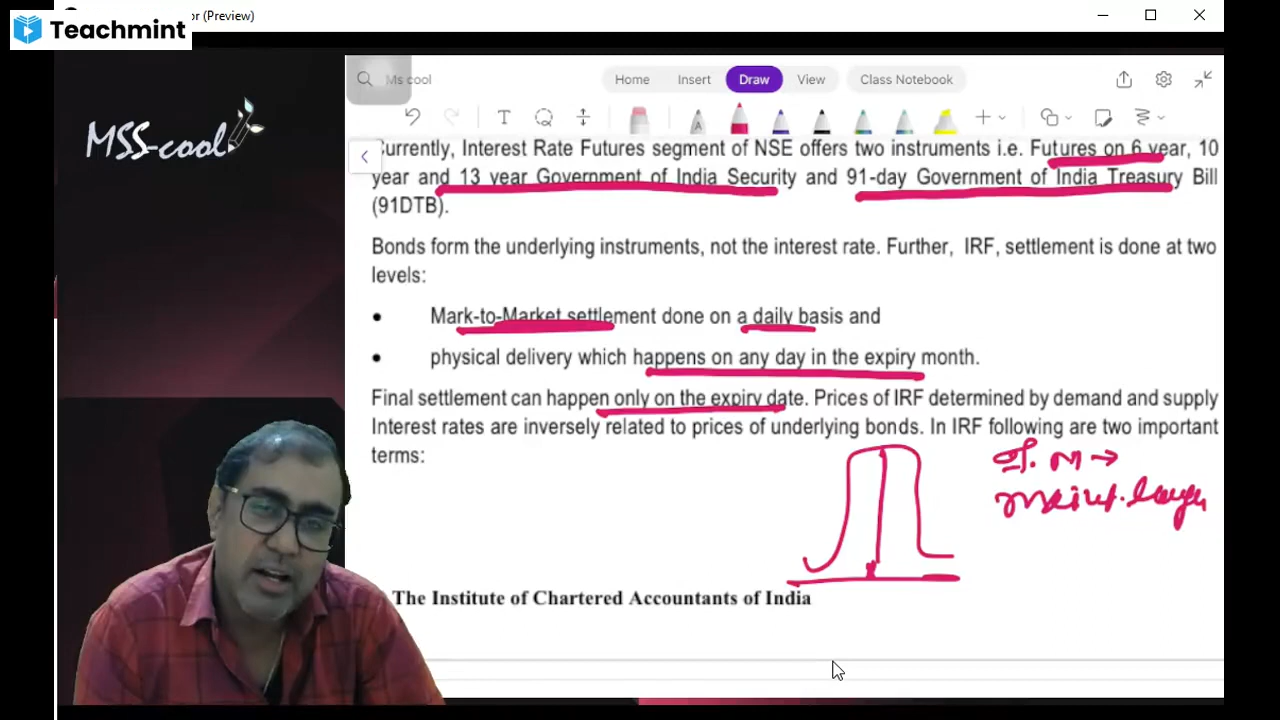 or (Preview)
Teachmint
MSS-cool
Ms cool
Home Insert Draw View Class Notebook
Currently, Interest Rate Futures segment of NSE offers two instruments i.e. Futures on 6 year, 10
year and 13 year Government of India Security and 91-day Government of India Treasury Bill
(91DTB).
Bonds form the underlying instruments, not the interest rate. Further, IRF, settlement is done at two
levels:
• Mark-to-Market settlement done on a daily basis and
• physical delivery which happens on any day in the expiry month.
Final settlement can happen only on the expiry date. Prices of IRF determined by demand and supply
Interest rates are inversely related to prices of underlying bonds. In IRF following are two important
terms:
The Institute of Chartered Accountants of India